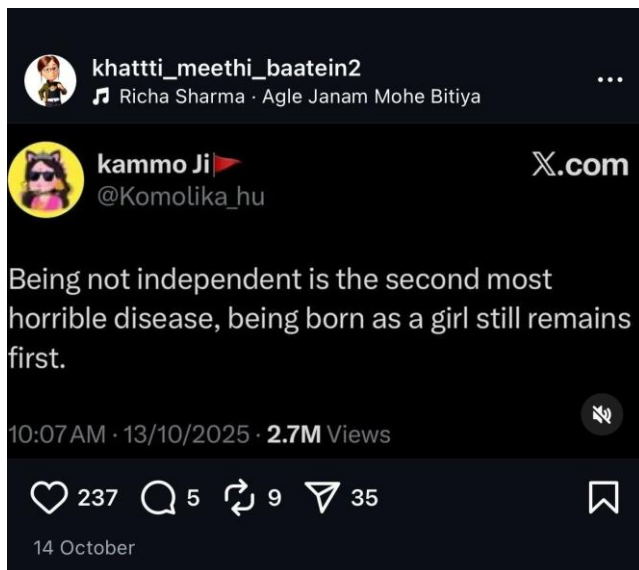 khattti_meethi_baatein2
Richa Sharma · Agle Janam Mohe Bitiya
kammo Ji
X.com
@Komolika_hu
Being not independent is the second most
horrible disease, being born as a girl still remains
first.
10:07 AM · 13/10/2025 · 2.7M Views
237 5 9 35
14 October